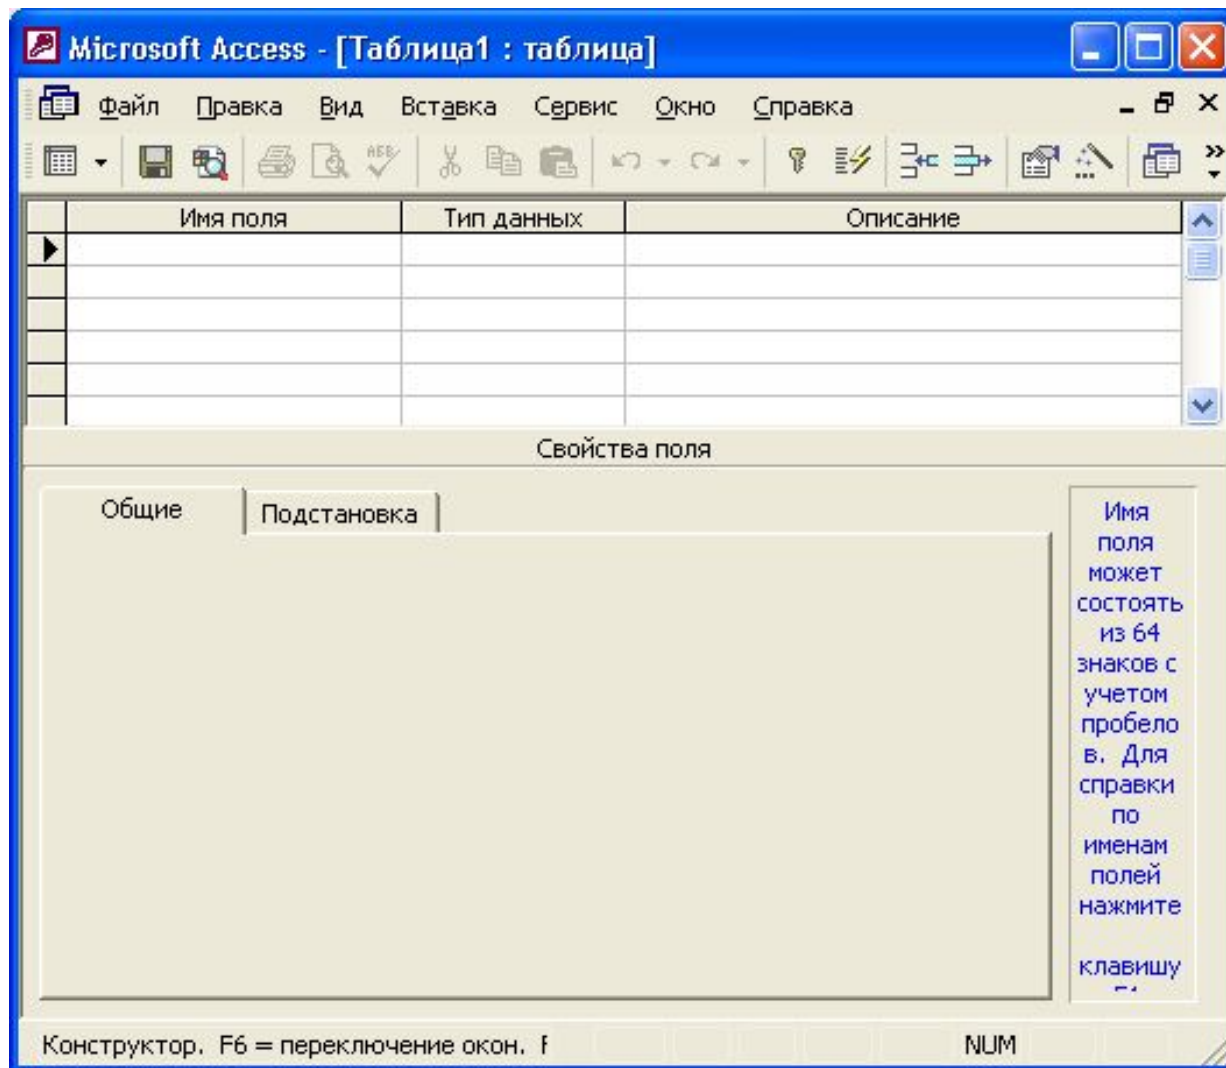 Microsoft Access - [Таблица1 : таблица]
Файл Правка Вид Вставка Сервис Окно Справка
Имя поля Тип данных Описание
Свойства поля
Общие Подстановка
Имя
поля
может
состоять
из 64
знаков с
учетом
пробело
в. Для
справки
по
именам
полей
нажмите
клавишу
Конструктор. F6 = переключение окон. F
NUM